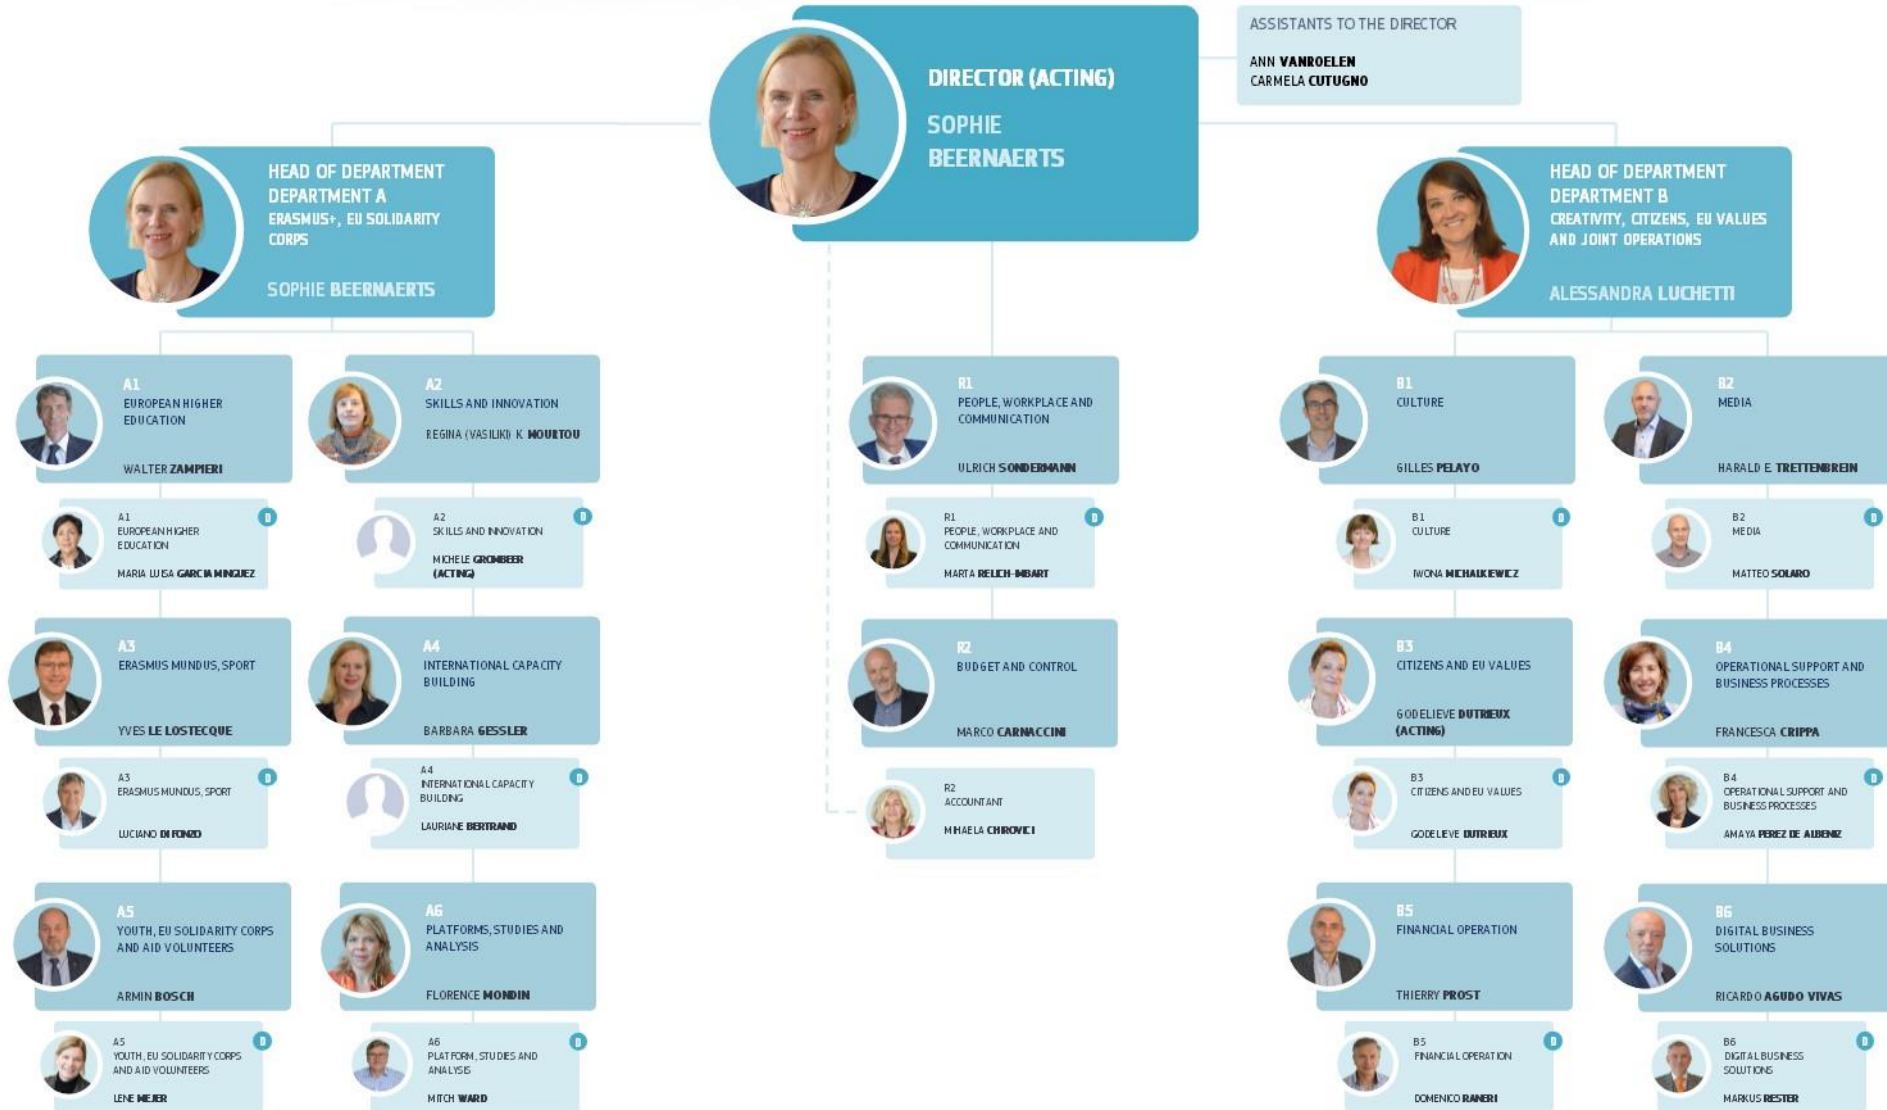 DIRECTOR (ACTING)
SOPHIE
BEERNAERTS
ASSISTANTS TO THE DIRECTOR
ANN VANROELEN
CARMELA CUTUGNO
HEAD OF DEPARTMENT
DEPARTMENT A
ERASMUS+, EU SOLIDARITY
CORPS
SOPHIE BEERNAERTS
HEAD OF DEPARTMENT
DEPARTMENT B
CREATIVITY, CITIZENS, EU VALUES
AND JOINT OPERATIONS
ALESSANDRA LUCHETTI
A1
EUROPEAN HIGHER
EDUCATION
WALTER ZAMPIERI
A2
SKILLS AND INNOVATION
REGINA (VASILIKI) K MOURTOU
R1
PEOPLE, WORKPLACE AND
COMMUNICATION
ULRICH SONDERMANN
B1
CULTURE
GILLES PELAYO
B2
MEDIA
HARALD E. TRETTENBREIN
A1
EUROPEAN HIGHER
EDUCATION
MARIA LUISA GARCIA MINGUEZ
D
A2
SKILLS AND INNOVATION
MICHELE GROMBEER
(ACTING)
D
R1
PEOPLE, WORKPLACE AND
COMMUNICATION
MARTA RELICH-MBART
D
B1
CULTURE
IWONA MICHALKIEWICZ
D
B2
MEDIA
MATTEO SOLARO
D
A3
ERASMUS MUNDUS, SPORT
YVES LE LOSTECQUE
A4
INTERNATIONAL CAPACITY
BUILDING
BARBARA GESSLER
R2
BUDGET AND CONTROL
MARCO CARNACCINI
B3
CITIZENS AND EU VALUES
GODELIEVE DUTRIEUX
(ACTING)
B4
OPERATIONAL SUPPORT AND
BUSINESS PROCESSES
FRANCESCA CRIPPA
A3
ERASMUS MUNDUS, SPORT
LUCIANO DI FONZO
D
A4
INTERNATIONAL CAPACITY
BUILDING
LAURIANE BERTRAND
D
R2
ACCOUNTANT
MIHAELA CHIROVICI
B3
CITIZENS AND EU VALUES
GODELIEVE DUTRIEUX
D
B4
OPERATIONAL SUPPORT AND
BUSINESS PROCESSES
AMAYA PEREZ DE ALBENIZ
D
A5
YOUTH, EU SOLIDARITY CORPS
AND AID VOLUNTEERS
ARMIN BOSCH
A6
PLATFORMS, STUDIES AND
ANALYSIS
FLORENCE MONDIN
B5
FINANCIAL OPERATION
THIERRY PROST
B6
DIGITAL BUSINESS
SOLUTIONS
RICARDO AGUDO VIVAS
A5
YOUTH, EU SOLIDARITY CORPS
AND AID VOLUNTEERS
LENE MEJER
D
A6
PLATFORM, STUDIES AND
ANALYSIS
MITCH WARD
D
B5
FINANCIAL OPERATION
DOMENICO RANERI
D
B6
DIGITAL BUSINESS
SOLUTIONS
MARKUS RESTER
D